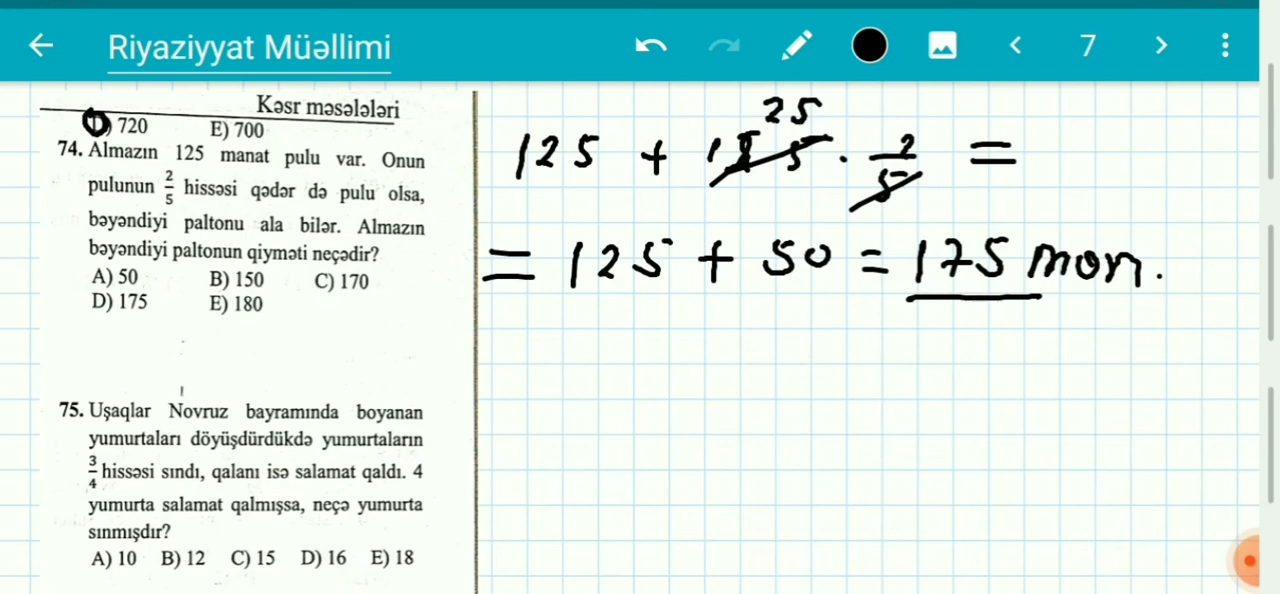 Riyaziyyat Müəllimi
7
Kəsr məsələləri
D) 720 E) 700
74. Almazın 125 manat pulu var. Onun
pulunun 2/5 hissəsi qədər də pulu olsa,
bəyəndiyi paltonu ala bilər. Almazın
bəyəndiyi paltonun qiyməti neçədir?
A) 50 B) 150 C) 170
D) 175 E) 180
75. Uşaqlar Novruz bayramında boyanan
yumurtaları döyüşdürdükdə yumurtaların
3/4 hissəsi sındı, qalanı isə salamat qaldı. 4
yumurta salamat qalmışsa, neçə yumurta
sınmışdır?
A) 10 B) 12 C) 15 D) 16 E) 18
25
125 + 125 · 2/5 =
= 125 + 50 = 175 man.